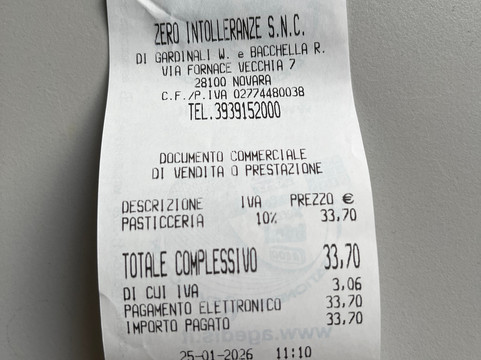 ZERO INTOLLERANZE S.N.C.
DI GARDINALI W. e BACCHELLA R.
VIA FORNACE VECCHIA 7
28100 NOVARA
C.F./P.IVA 02774480038
TEL.3939152000
DOCUMENTO COMMERCIALE
DI VENDITA O PRESTAZIONE
DESCRIZIONE IVA PREZZO €
PASTICCERIA 10% 33,70
TOTALE COMPLESSIVO 33,70
DI CUI IVA 3,06
PAGAMENTO ELETTRONICO 33,70
IMPORTO PAGATO 33,70
25-01-2026 11:10